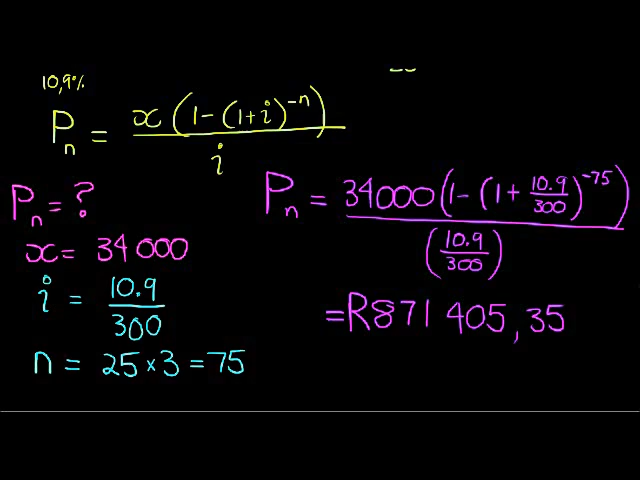 10,9%
Pn = x(1-(1+i)^-n) / i
Pn = ?
x = 34 000
i = 10.9 / 300
n = 25 × 3 = 75
Pn = 34000(1-(1+10.9/300)^-75) / (10.9/300)
= R871 405,35